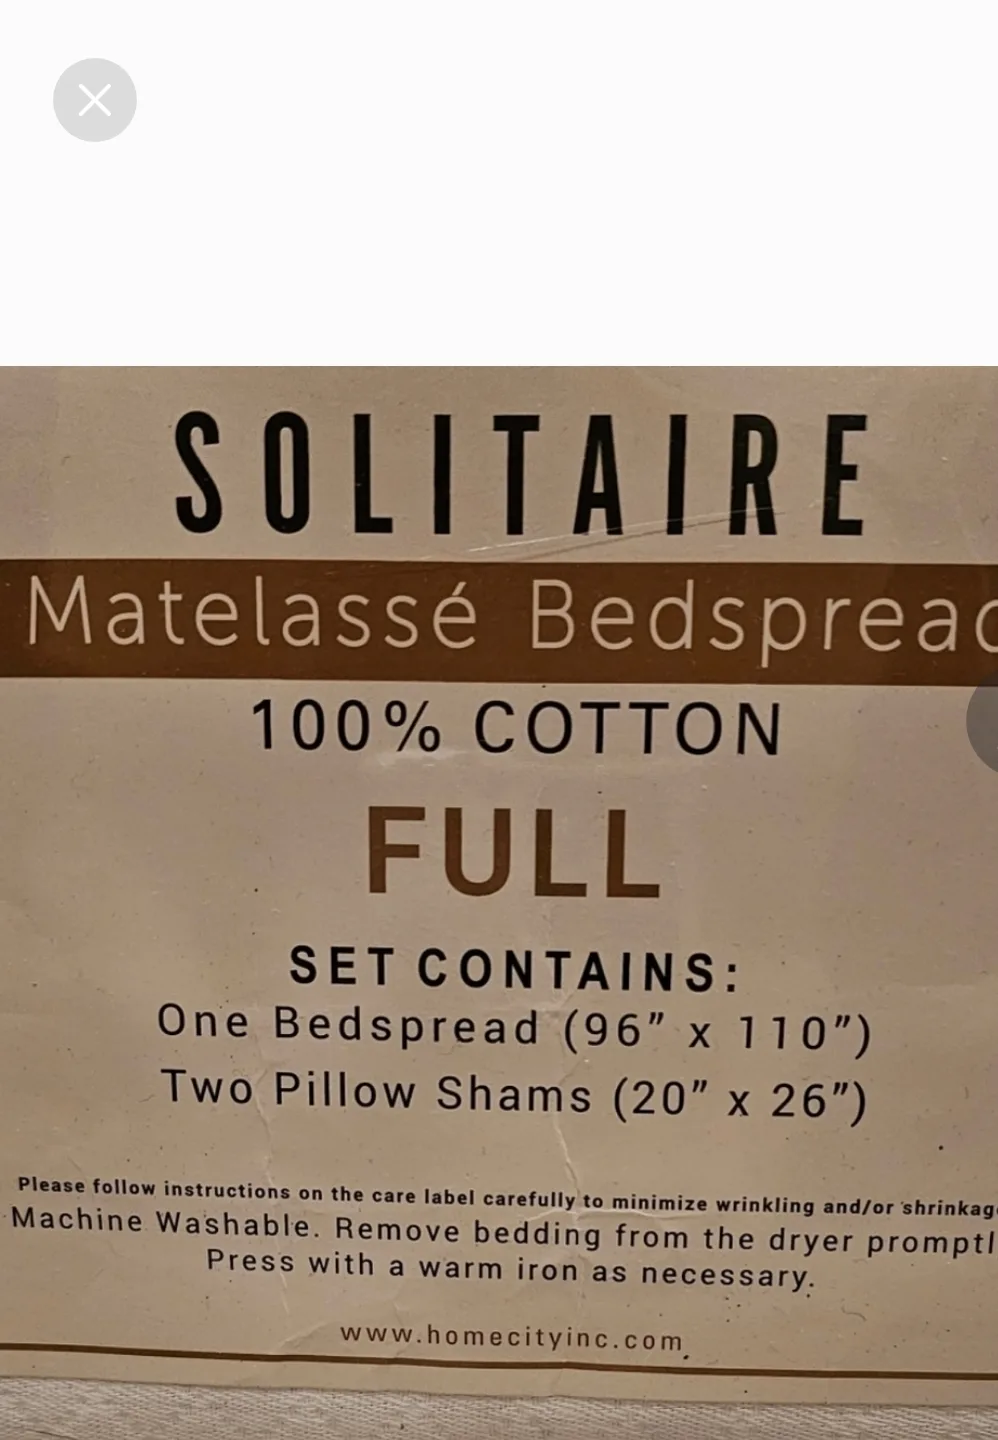 SOLITAIRE
Matelassé Bedspread
100% COTTON
FULL
SET CONTAINS:
One Bedspread (96” x 110”)
Two Pillow Shams (20” x 26”)
Please follow instructions on the care label carefully to minimize wrinkling and/or shrinkag
Machine Washable. Remove bedding from the dryer promptl
Press with a warm iron as necessary.
www.homecityinc.com